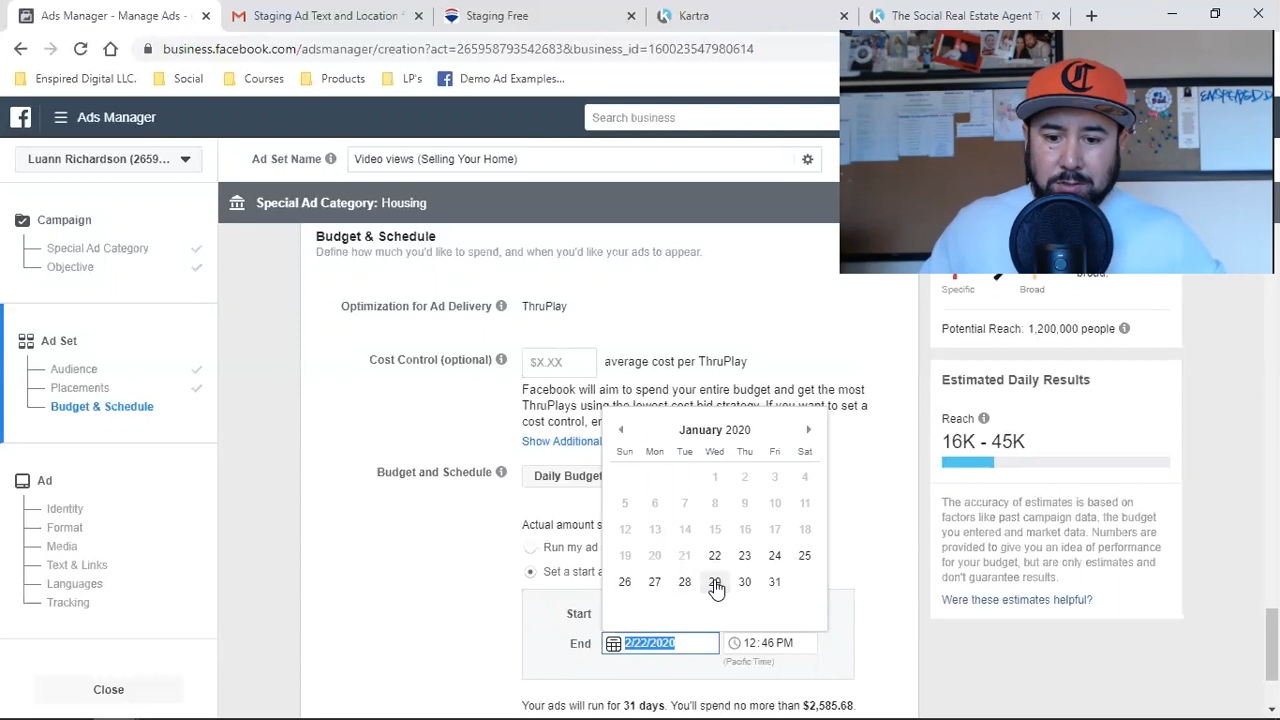 Ads Manager - Manage Ads -
Staging Ad Text and Location
Staging Free
Kartra
The Social Real Estate Agent T
business.facebook.com/adsmanager/creation?act=265958793542683&business_id=160023547980614
Enspired Digital LLC.
Social
Courses
Products
LP's
Demo Ad Examples...
Ads Manager
Search business
Luann Richardson (2659...
Ad Set Name
Video views (Selling Your Home)
Special Ad Category: Housing
Campaign
Special Ad Category
Objective
Ad Set
Audience
Placements
Budget & Schedule
Ad
Identity
Format
Media
Text & Links
Languages
Tracking
Close
Budget & Schedule
Define how much you'd like to spend, and when you'd like your ads to appear.
Optimization for Ad Delivery
ThruPlay
Cost Control (optional)
$X.XX
average cost per ThruPlay
Facebook will aim to spend your entire budget and get the most
ThruPlays using the lowest cost bid strategy. If you want to set a
cost control, en
Show Additional
Budget and Schedule
Daily Budget
Actual amount s
Run my ad
Set a start a
January 2020
Sun Mon Tue Wed Thu Fri Sat
1 2 3 4
5 6 7 8 9 10 11
12 13 14 15 16 17 18
19 20 21 22 23 24 25
26 27 28 29 30 31
Start
End
2/22/2020
12:46 PM
(Pacific Time)
Your ads will run for 31 days. You'll spend no more than $2,585.68.
broad.
Specific
Broad
Potential Reach: 1,200,000 people
Estimated Daily Results
Reach
16K - 45K
The accuracy of estimates is based on
factors like past campaign data, the budget
you entered and market data. Numbers are
provided to give you an idea of performance
for your budget, but are only estimates and
don't guarantee results.
Were these estimates helpful?
C